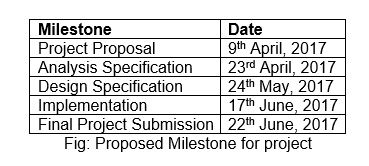 Milestone Date
Project Proposal 9th April, 2017
Analysis Specification 23rd April, 2017
Design Specification 24th May, 2017
Implementation 17th June, 2017
Final Project Submission 22th June, 2017
Fig: Proposed Milestone for project